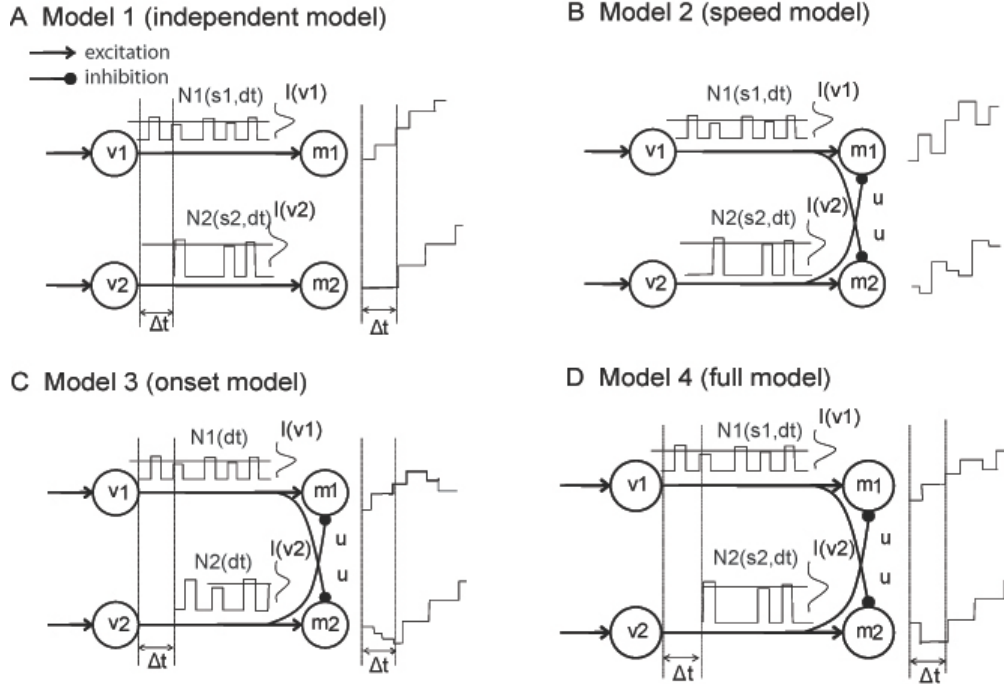 A Model 1 (independent model)
excitation
inhibition
N1(s1,dt)
I(v1)
v1
m1
N2(s2,dt)
I(v2)
v2
m2
Δt
Δt
B Model 2 (speed model)
N1(s1,dt)
I(v1)
v1
m1
u
N2(s2,dt)
I(v2)
u
v2
m2
C Model 3 (onset model)
N1(dt)
I(v1)
v1
m1
u
N2(dt)
I(v2)
u
v2
m2
Δt
Δt
D Model 4 (full model)
N1(s1,dt)
I(v1)
v1
m1
u
N2(s2,dt)
I(v2)
u
v2
m2
Δt
Δt